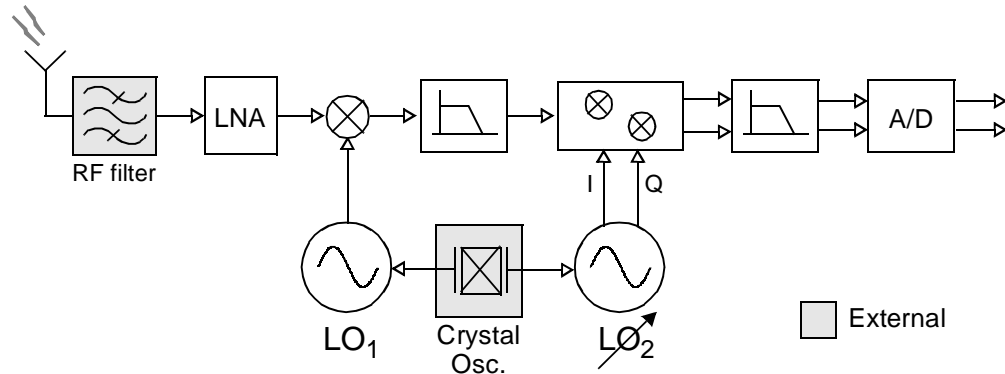 LNA
A/D
RF filter
I
Q
LO1
Crystal
Osc.
LO2
External